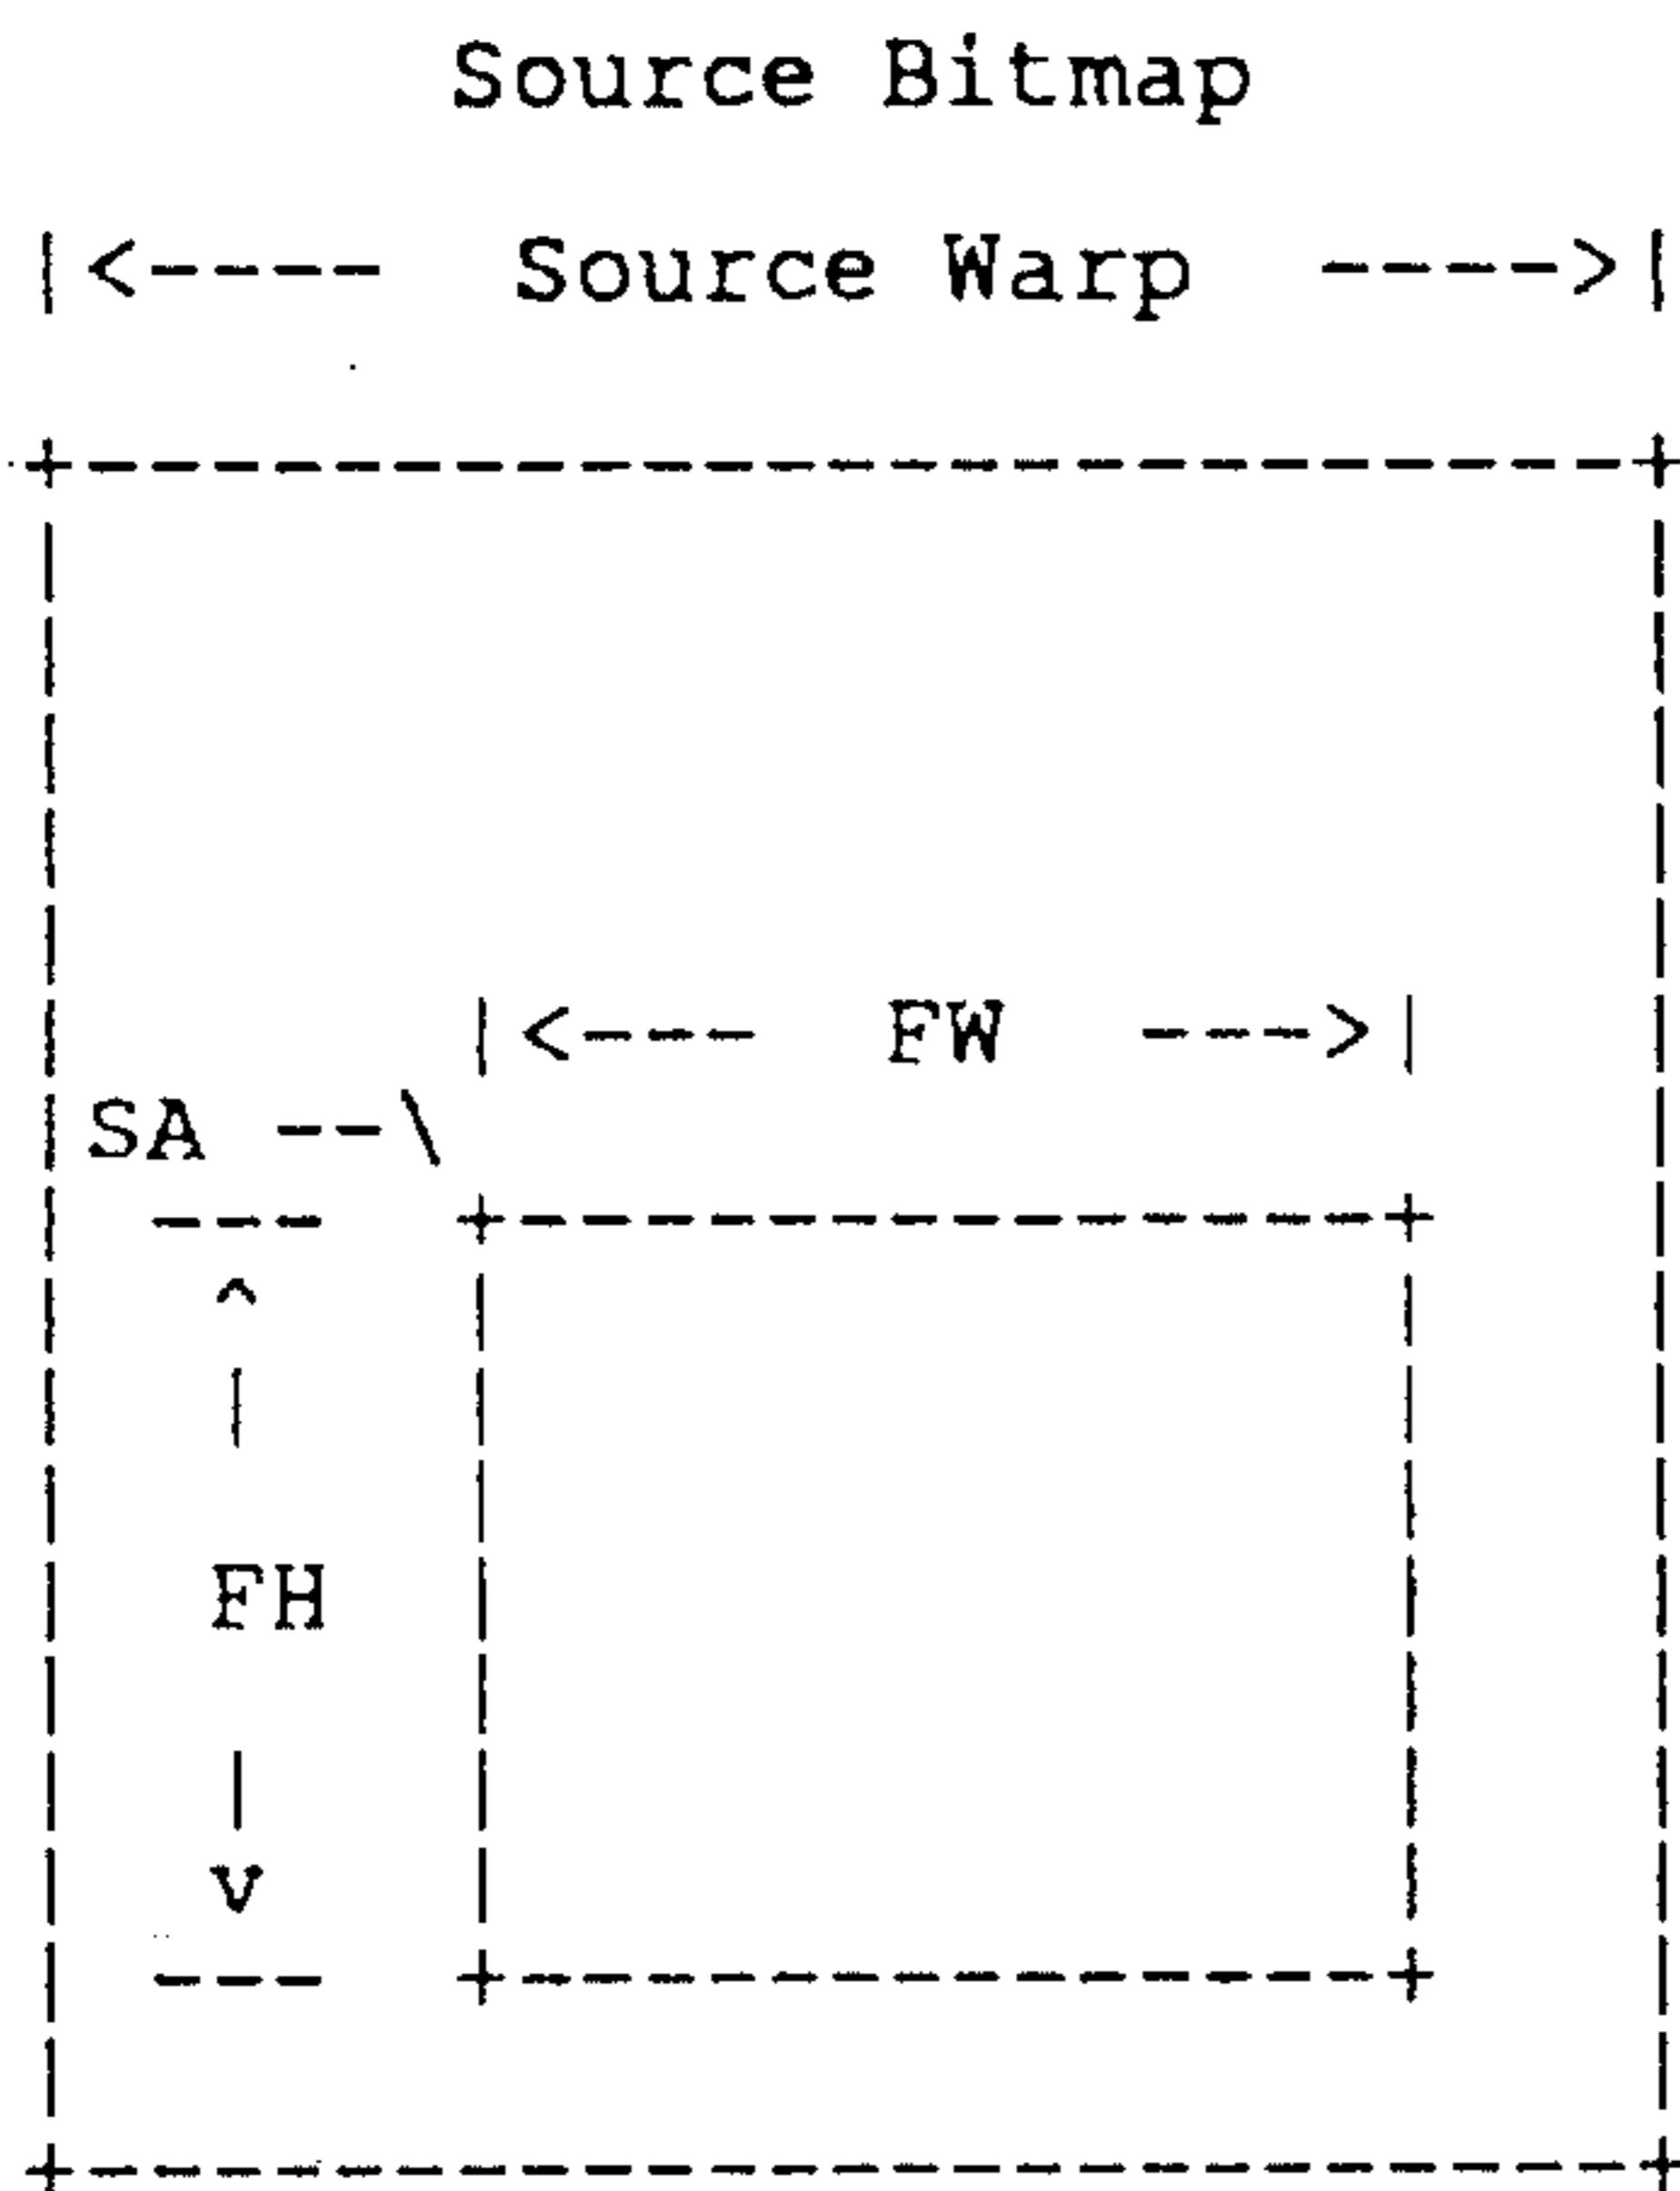 Source Bitmap
|<---- Source Warp ---->|
|<--- FW --->|
SA --\
FH
v